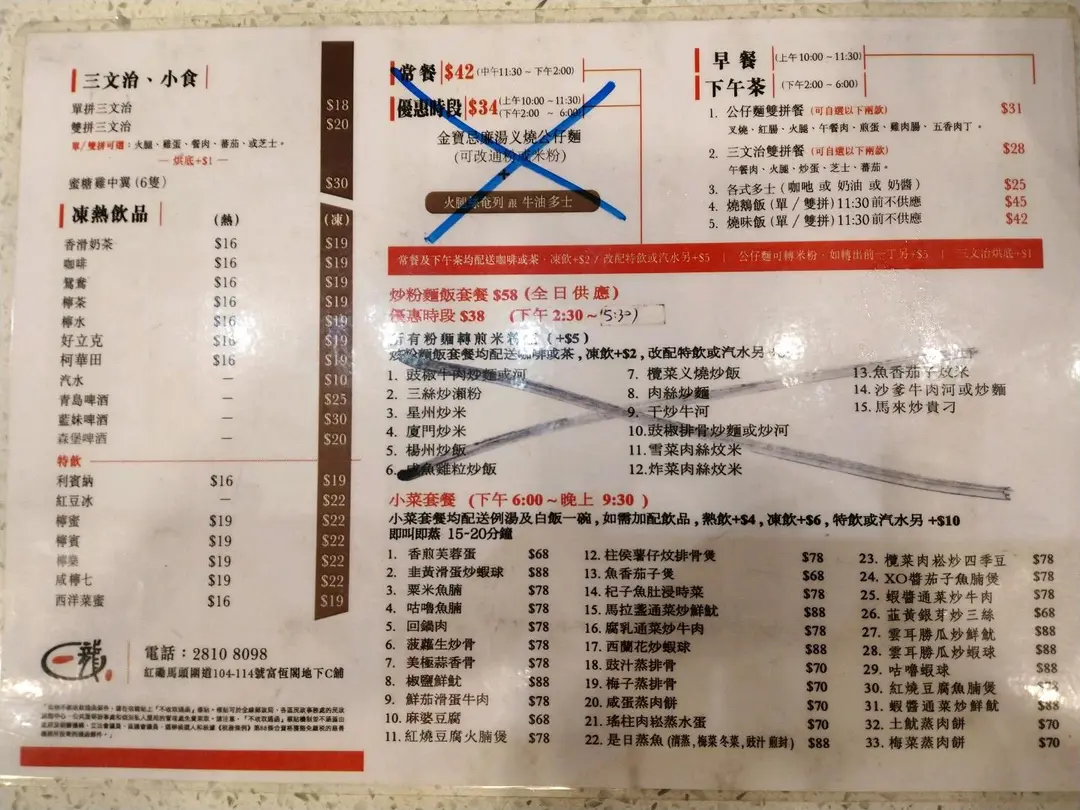 三文治、小食
單拼三文治 $18
雙拼三文治 $20
單/雙拼可選：火腿、雞蛋、餐肉、蕃茄、或芝士。
— 烘底+$1 —
蜜糖雞中翼 (6隻) $30
凍熱飲品 (熱) (凍)
香滑奶茶 $16 $19
咖啡 $16 $19
鴛鴦 $16 $19
檸茶 $16 $19
檸水 $16 $19
好立克 $16 $19
柯華田 $16 $19
汽水 — $10
青島啤酒 — $25
藍妹啤酒 — $30
森堡啤酒 — $20
特飲
利賓納 $16 $19
紅豆冰 — $22
檸蜜 $19 $22
檸賓 $19 $22
檸樂 $19 $22
咸檸七 $19 $22
西洋菜蜜 $16 $19
一龍
電話：2810 8098
紅磡馬頭圍道104-114號富恆閣地下C舖
常餐 $42 (中午11:30 ~ 下午2:00)
優惠時段 $34 (上午10:00 ~ 11:30)
(下午2:00 ~ 6:00)
金寶忌廉湯叉燒公仔麵
(可改通粉或米粉)
火腿 奄列 跟 牛油多士
早餐 (上午10:00 ~ 11:30)
下午茶 (下午2:00 ~ 6:00)
1. 公仔麵雙拼餐 (可自選以下兩款) $31
叉燒、紅腸、火腿、午餐肉、煎蛋、雞肉腸、五香肉丁。
2. 三文治雙拼餐 (可自選以下兩款) $28
午餐肉、火腿、炒蛋、芝士、蕃茄。
3. 各式多士 (咖吔 或 奶油 或 奶醬) $25
4. 燒鵝飯 (單 / 雙拼) 11:30前不供應 $45
5. 燒味飯 (單 / 雙拼) 11:30前不供應 $42
常餐及下午茶均配送咖啡或茶，凍飲+$2 / 改配特飲或汽水另+$5 | 公仔麵可轉米粉，如轉出前一丁另+$5 | 三文治烘底+$1
炒粉麵飯套餐 $58 (全日供應)
優惠時段 $38 (下午 2:30 ~ 5:30)
所有粉麵轉煎米粉 (+$5)
炒粉麵飯套餐均配送咖啡或茶，凍飲+$2，改配特飲或汽水另
1. 豉椒牛肉炒麵或河
2. 三絲炒瀨粉
3. 星州炒米
4. 廈門炒米
5. 楊州炒飯
6. 咸魚雞粒炒飯
7. 欖菜叉燒炒飯
8. 肉絲炒麵
9. 干炒牛河
10.豉椒排骨炒麵或炒河
11.雪菜肉絲炆米
12.炸菜肉絲炆米
13.魚香茄子炆米
14.沙爹牛肉河或炒麵
15.馬來炒貴刁
小菜套餐 (下午 6:00 ~ 晚上 9:30 )
小菜套餐均配送例湯及白飯一碗，如需加配飲品，熱飲+$4，凍飲+$6，特飲或汽水另 +$10
即叫即蒸 15-20分鐘
1. 香煎芙蓉蛋 $68
2. 韭黃滑蛋炒蝦球 $88
3. 粟米魚腩 $78
4. 咕嚕魚腩 $78
5. 回鍋肉 $78
6. 菠蘿生炒骨 $78
7. 美極蒜香骨 $78
8. 椒鹽鮮魷 $88
9. 鮮茄滑蛋牛肉 $78
10. 麻婆豆腐 $68
11. 紅燒豆腐火腩煲 $78
12. 柱侯薯仔炆排骨煲 $78
13. 魚香茄子煲 $68
14. 杞子魚肚浸時菜 $78
15. 馬拉盞通菜炒鮮魷 $88
16. 腐乳通菜炒牛肉 $78
17. 西蘭花炒蝦球 $88
18. 豉汁蒸排骨 $70
19. 梅子蒸排骨 $70
20. 咸蛋蒸肉餅 $70
21. 瑤柱肉崧蒸水蛋 $70
22. 是日蒸魚 (清蒸, 梅菜 冬菜, 豉汁 煎封) $88
23. 欖菜肉崧炒四季豆 $78
24. XO醬茄子魚腩煲 $78
25. 蝦醬通菜炒牛肉 $78
26. 韮黃銀芽炒三絲 $68
27. 雲耳勝瓜炒鮮魷 $88
28. 雲耳勝瓜炒蝦球 $88
29. 咕嚕蝦球 $88
30. 紅燒豆腐魚腩煲 $78
31. 蝦醬通菜炒鮮魷 $88
32. 土魷蒸肉餅 $70
33. 梅菜蒸肉餅 $70